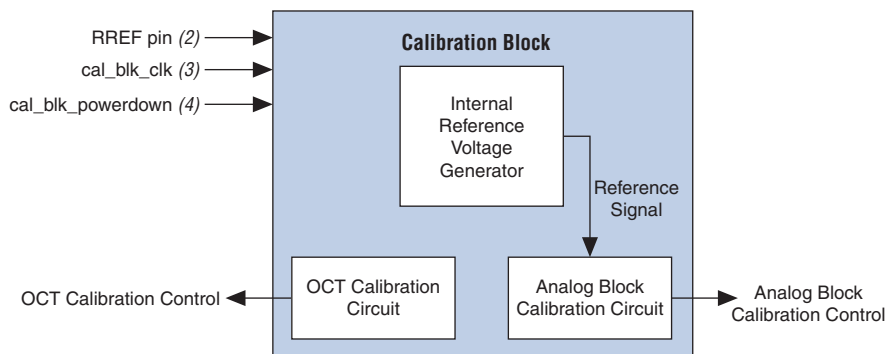 RREF pin (2)
cal_blk_clk (3)
cal_blk_powerdown (4)
Calibration Block
Internal
Reference
Voltage
Generator
Reference
Signal
OCT Calibration Control
OCT Calibration
Circuit
Analog Block
Calibration Circuit
Analog Block
Calibration Control